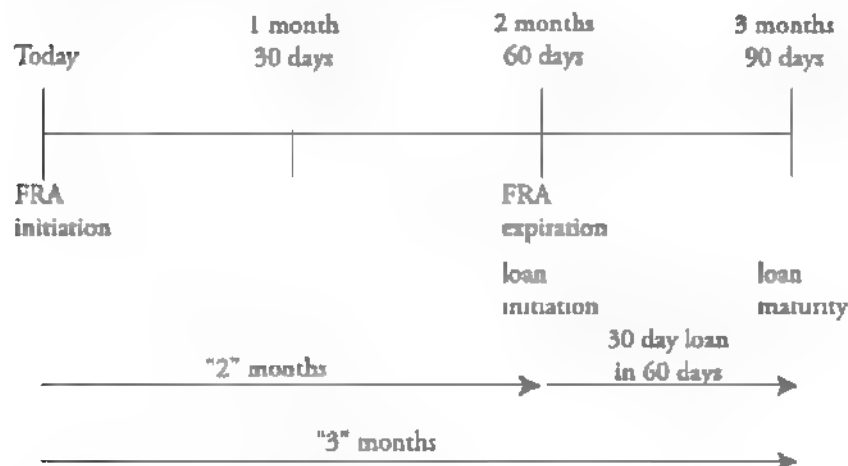 Today
1 month
30 days
2 months
60 days
3 months
90 days
FRA
initiation
FRA
expiration
loan
initiation
loan
maturity
"2" months
30 day loan
in 60 days
"3" months